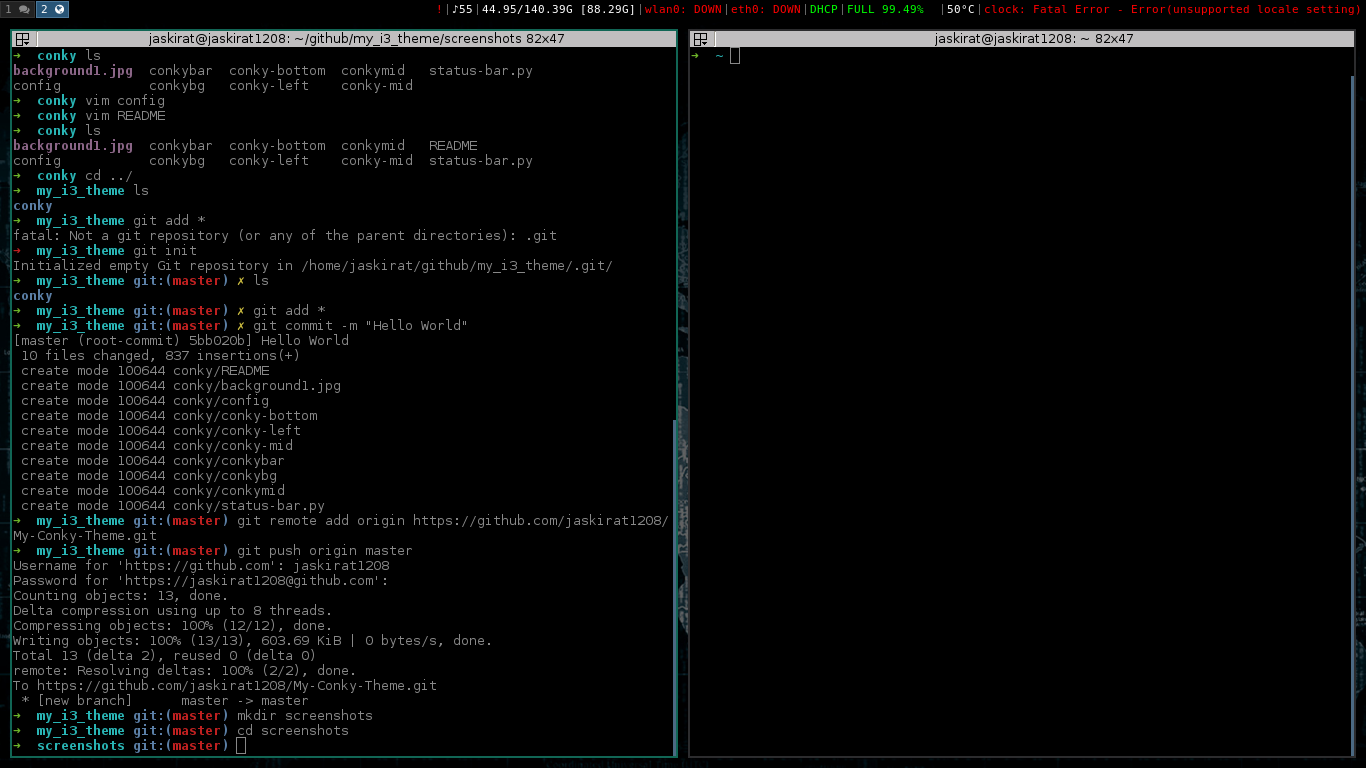 1 2 ! |♪55|44.95/140.39G [88.29G]|wlan0: DOWN|eth0: DOWN|DHCP|FULL 99.49% |50°C|clock: Fatal Error - Error(unsupported locale setting)
jaskirat@jaskirat1208: ~/github/my_i3_theme/screenshots 82x47
➜  conky ls
background1.jpg  conkybar  conky-bottom  conkymid   status-bar.py
config           conkybg   conky-left    conky-mid
➜  conky vim config
➜  conky vim README
➜  conky ls
background1.jpg  conkybar  conky-bottom  conkymid   README
config           conkybg   conky-left    conky-mid  status-bar.py
➜  conky cd ../
➜  my_i3_theme ls
conky
➜  my_i3_theme git add *
fatal: Not a git repository (or any of the parent directories): .git
➜  my_i3_theme git init
Initialized empty Git repository in /home/jaskirat/github/my_i3_theme/.git/
➜  my_i3_theme git:(master) ✗ ls
conky
➜  my_i3_theme git:(master) ✗ git add *
➜  my_i3_theme git:(master) ✗ git commit -m "Hello World"
[master (root-commit) 5bb020b] Hello World
 10 files changed, 837 insertions(+)
 create mode 100644 conky/README
 create mode 100644 conky/background1.jpg
 create mode 100644 conky/config
 create mode 100644 conky/conky-bottom
 create mode 100644 conky/conky-left
 create mode 100644 conky/conky-mid
 create mode 100644 conky/conkybar
 create mode 100644 conky/conkybg
 create mode 100644 conky/conkymid
 create mode 100644 conky/status-bar.py
➜  my_i3_theme git:(master) git remote add origin https://github.com/jaskirat1208/
My-Conky-Theme.git
➜  my_i3_theme git:(master) git push origin master
Username for 'https://github.com': jaskirat1208
Password for 'https://jaskirat1208@github.com':
Counting objects: 13, done.
Delta compression using up to 8 threads.
Compressing objects: 100% (12/12), done.
Writing objects: 100% (13/13), 603.69 KiB | 0 bytes/s, done.
Total 13 (delta 2), reused 0 (delta 0)
remote: Resolving deltas: 100% (2/2), done.
To https://github.com/jaskirat1208/My-Conky-Theme.git
 * [new branch]      master -> master
➜  my_i3_theme git:(master) mkdir screenshots
➜  my_i3_theme git:(master) cd screenshots
➜  screenshots git:(master)
jaskirat@jaskirat1208: ~ 82x47
➜  ~